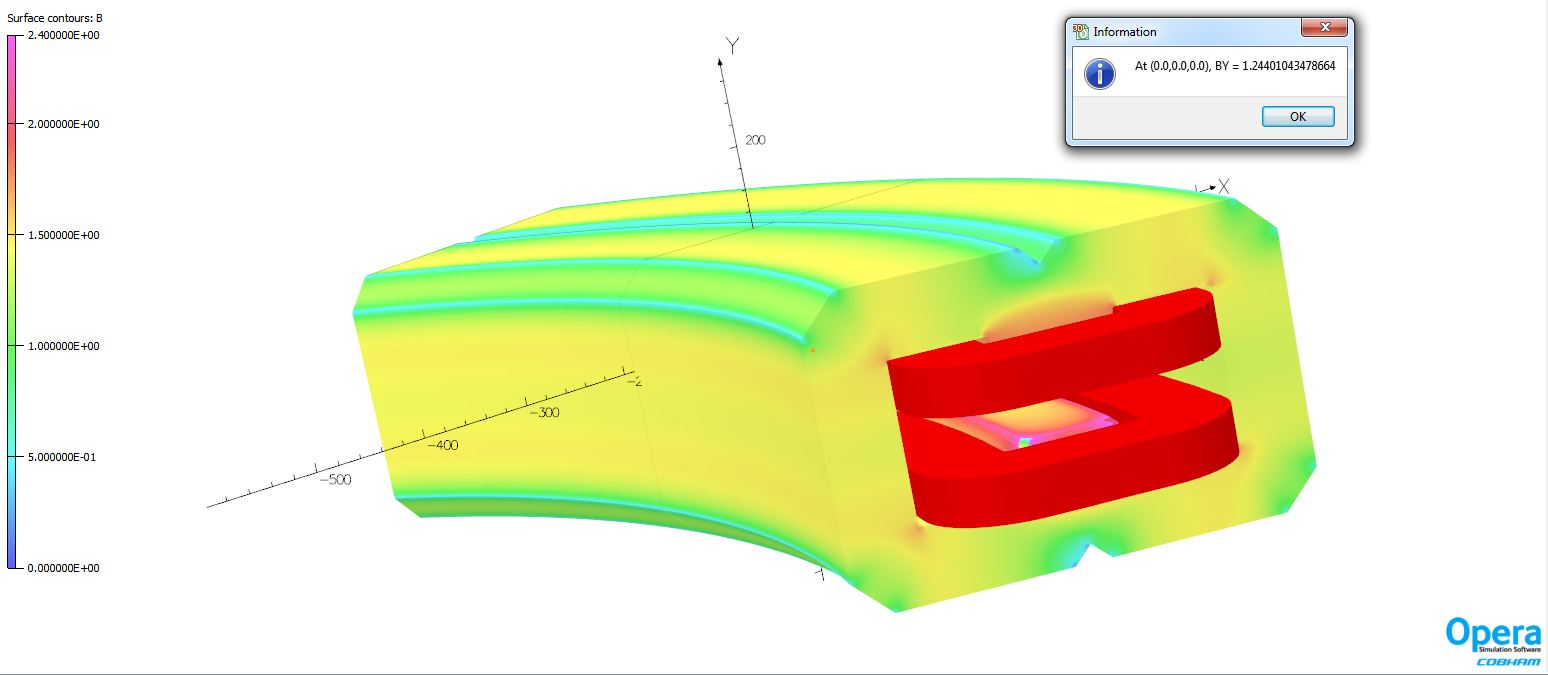 Surface contours: B
2.400000E+00
2.000000E+00
1.500000E+00
1.000000E+00
5.000000E-01
0.000000E+00
Y
200
X
-2
-300
-400
-500
Information
At (0.0,0.0,0.0), BY = 1.24401043478664
OK
Opera
Simulation Software
COBHAM